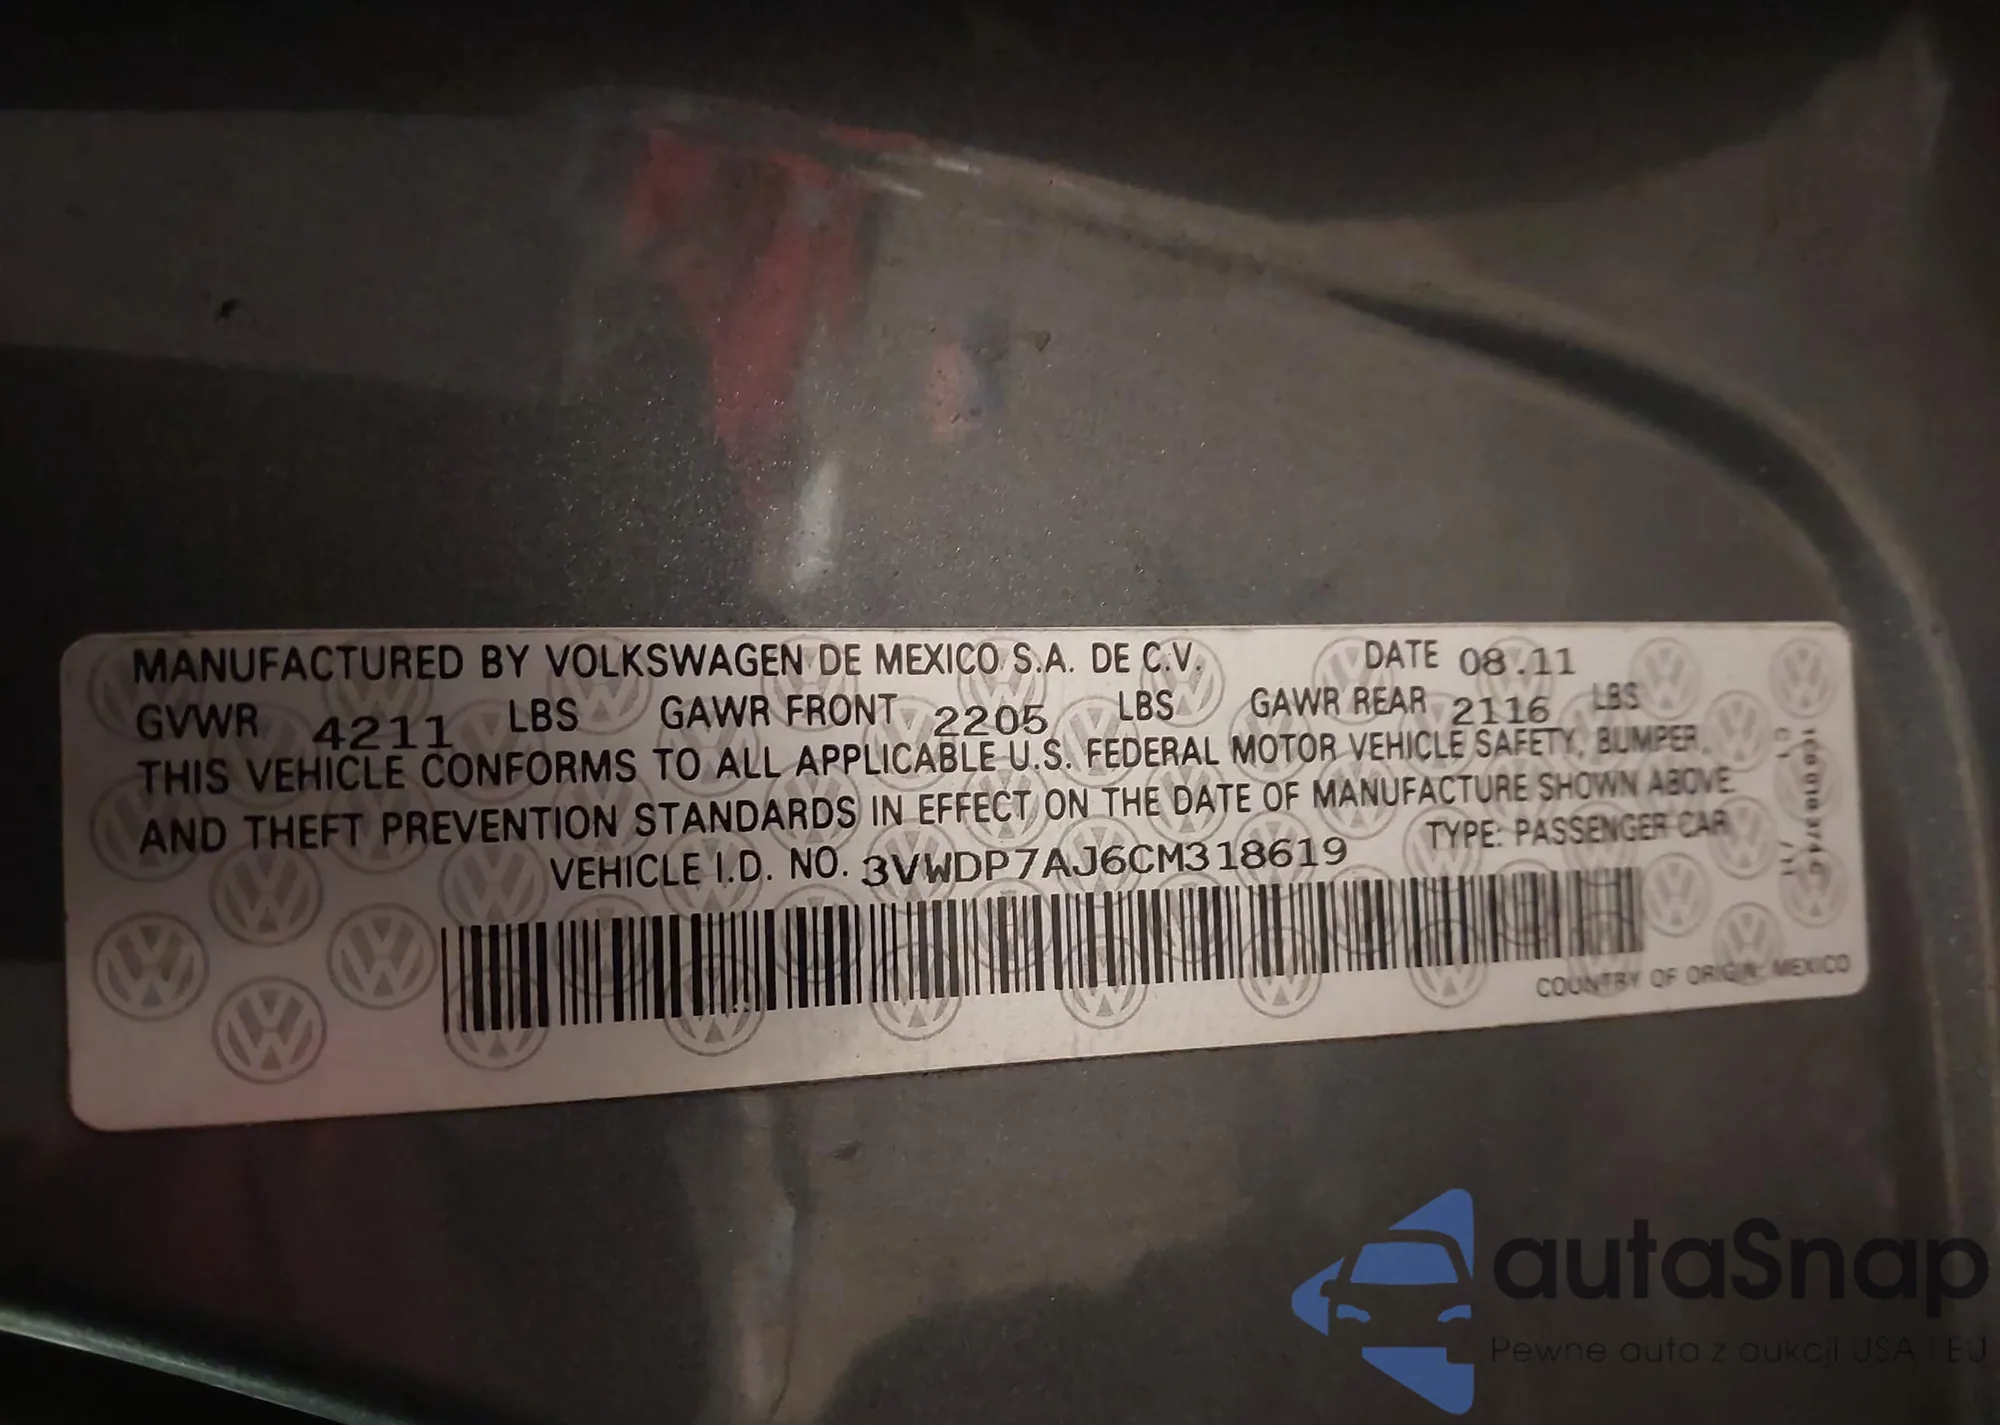 MANUFACTURED BY VOLKSWAGEN DE MEXICO S.A. DE C.V. DATE 08.11
GVWR 4211 LBS GAWR FRONT 2205 LBS GAWR REAR 2116 LBS
THIS VEHICLE CONFORMS TO ALL APPLICABLE U.S. FEDERAL MOTOR VEHICLE SAFETY, BUMPER,
AND THEFT PREVENTION STANDARDS IN EFFECT ON THE DATE OF MANUFACTURE SHOWN ABOVE.
VEHICLE I.D. NO. 3VWDP7AJ6CM318619 TYPE: PASSENGER CAR
COUNTRY OF ORIGIN: MEXICO
autaSnap
Pewne auta z aukcji USA i EU